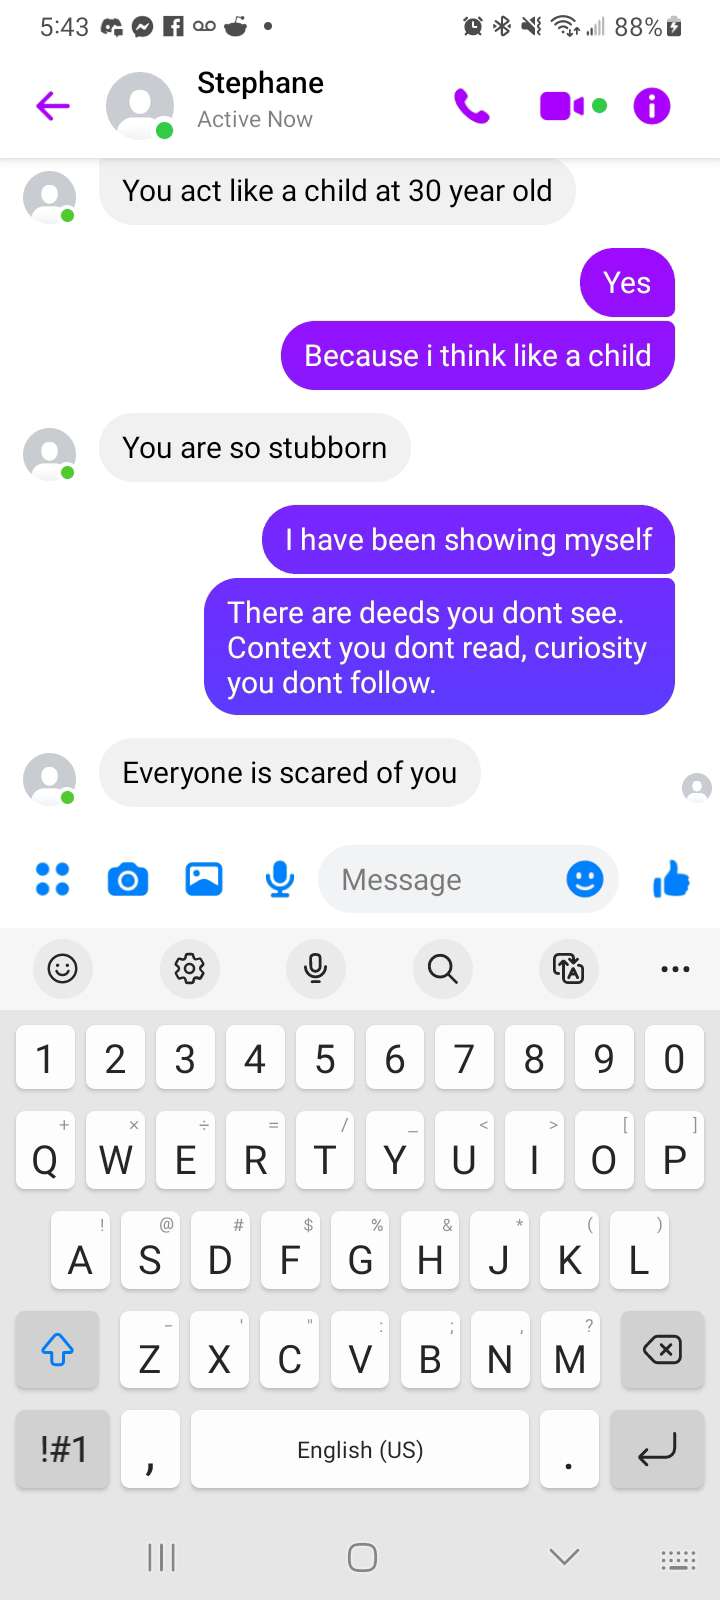 5:43 88%
Stephane
Active Now
You act like a child at 30 year old
Yes
Because i think like a child
You are so stubborn
I have been showing myself
There are deeds you dont see.
Context you dont read, curiosity
you dont follow.
Everyone is scared of you
Message
1 2 3 4 5 6 7 8 9 0
+ × ÷ = / _ < > [ ]
Q W E R T Y U I O P
! @ # $ % & * ( )
A S D F G H J K L
- ' " : ; , ?
Z X C V B N M
!#1 , English (US) .